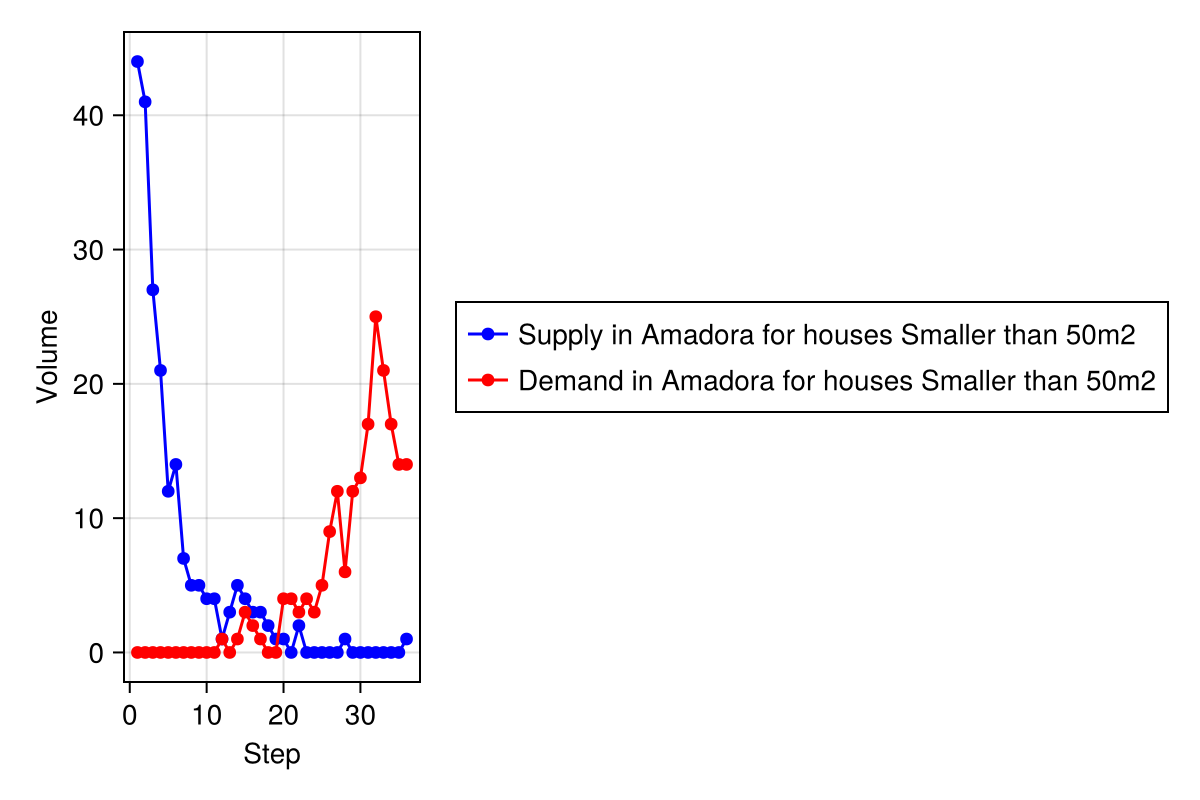 40
30
20
10
0
Volume
0 10 20 30
Step
Supply in Amadora for houses Smaller than 50m2
Demand in Amadora for houses Smaller than 50m2